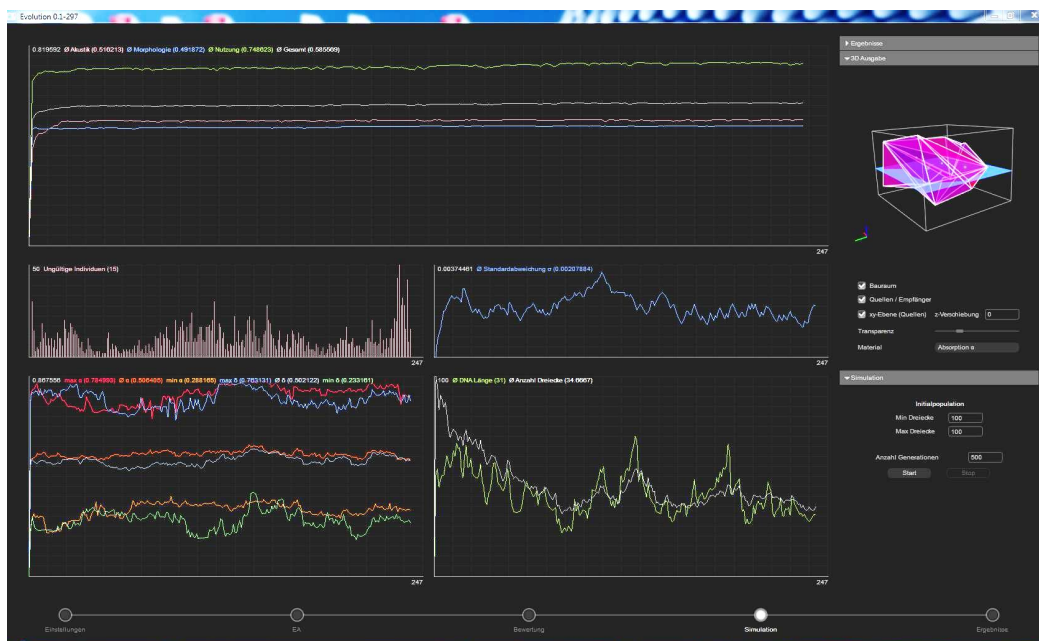 Evolution 0.1-297
0.819592 Ø Akustik (0.516213) Ø Morphologie (0.491872) Ø Nutzung (0.748623) Ø Gesamt (0.585569)
247
50 Ungültige Individuen (15)
247
0.00374461 Ø Standardabweichung σ (0.00207884)
247
0.867556 max α (0.784993) Ø α (0.506405) min α (0.288165) max δ (0.763131) Ø δ (0.502122) min δ (0.233161)
247
100 Ø DNA Länge (31) Ø Anzahl Dreiecke (34.6667)
247
Ergebnisse
3D Ausgabe
Bauraum
Quellen / Empfänger
xy-Ebene (Quellen) z-Verschiebung 0
Transparenz
Material Absorption α
Simulation
Initialpopulation
Min Dreiecke 100
Max Dreiecke 100
Anzahl Generationen 500
Start Stop
Einstellungen EA Bewertung Simulation Ergebnisse